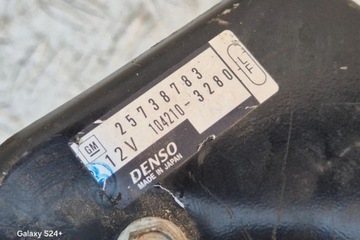 GM 25738783
12V 104210-3280
DENSO
MADE IN JAPAN
Galaxy S24+